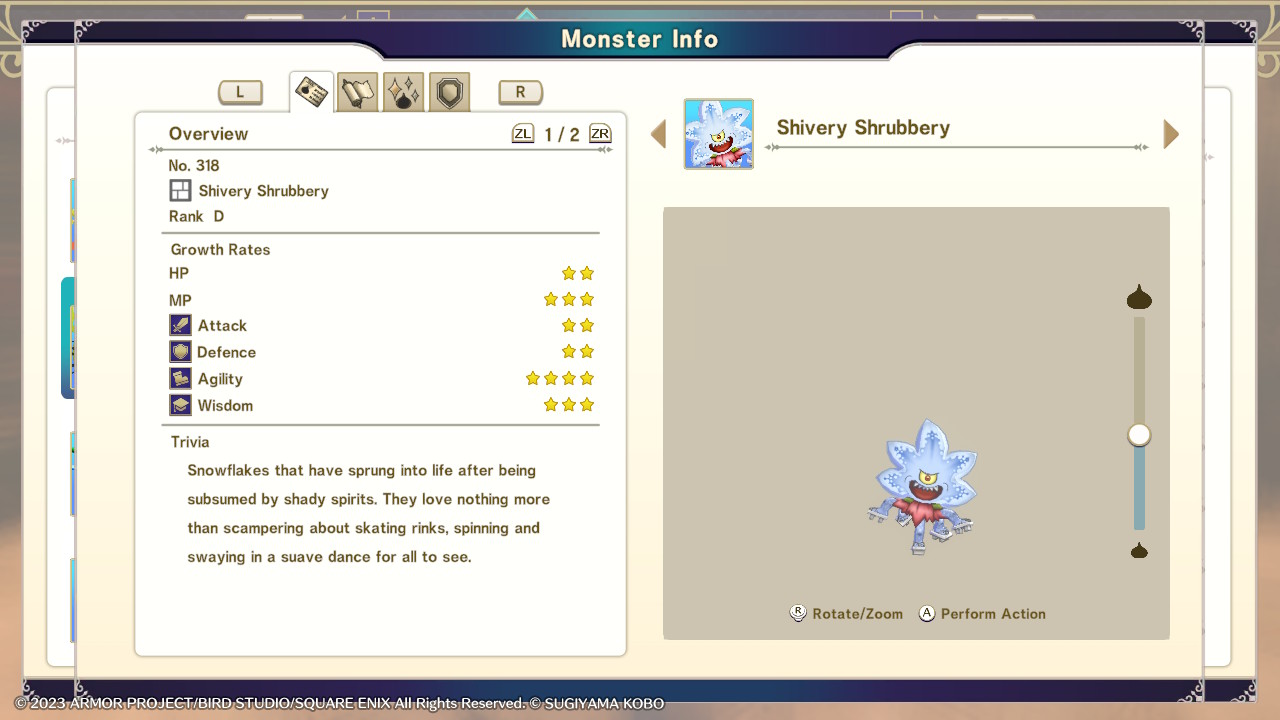 Monster Info
L
R
Overview
ZL 1 / 2 ZR
No. 318
Shivery Shrubbery
Rank D
Growth Rates
HP
MP
Attack
Defence
Agility
Wisdom
Trivia
Snowflakes that have sprung into life after being
subsumed by shady spirits. They love nothing more
than scampering about skating rinks, spinning and
swaying in a suave dance for all to see.
Shivery Shrubbery
R Rotate/Zoom A Perform Action
© 2023 ARMOR PROJECT/BIRD STUDIO/SQUARE ENIX All Rights Reserved. © SUGIYAMA KOBO